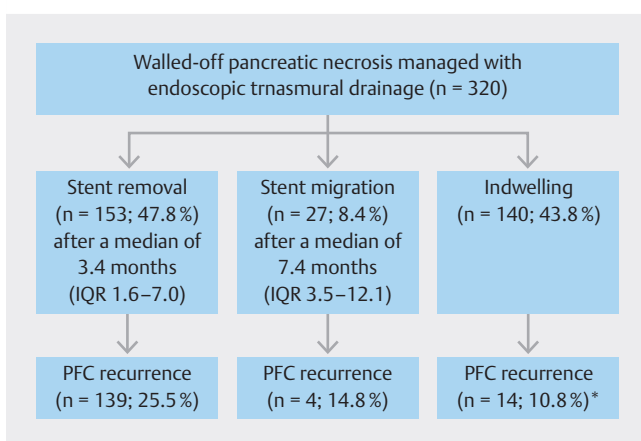 Walled-off pancreatic necrosis managed with
endoscopic trnasmural drainage (n = 320)
Stent removal
(n = 153; 47.8 %)
after a median of
3.4 months
(IQR 1.6–7.0)
Stent migration
(n = 27; 8.4 %)
after a median of
7.4 months
(IQR 3.5–12.1)
Indwelling
(n = 140; 43.8 %)
PFC recurrence
(n = 139; 25.5 %)
PFC recurrence
(n = 4; 14.8 %)
PFC recurrence
(n = 14; 10.8 %)*